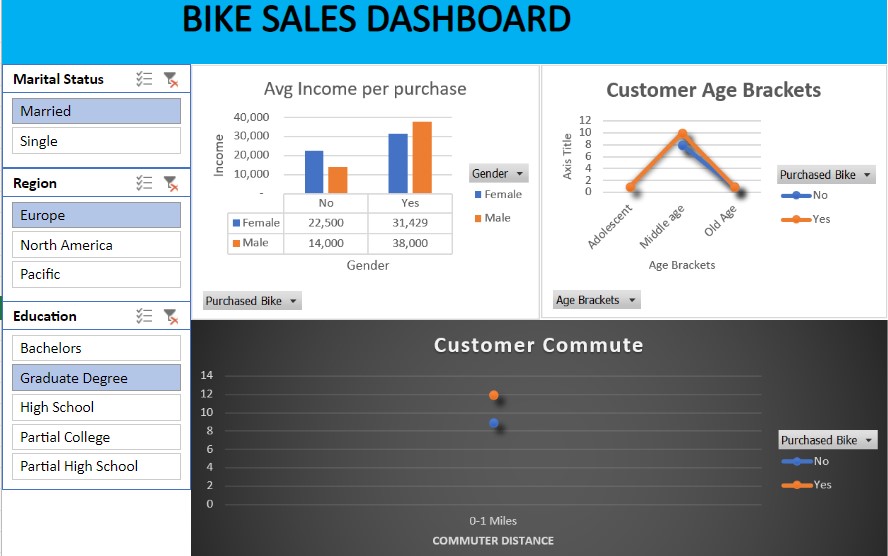 BIKE SALES DASHBOARD
Marital Status
Married
Single
Region
Europe
North America
Pacific
Education
Bachelors
Graduate Degree
High School
Partial College
Partial High School
Avg Income per purchase
40,000
30,000
20,000
10,000
-
Income
No Yes
Female 22,500 31,429
Male 14,000 38,000
Gender
Gender
Female
Male
Purchased Bike
Customer Age Brackets
12
10
8
6
4
2
0
Axis Title
Adolescent
Middle age
Old Age
Age Brackets
Purchased Bike
No
Yes
Age Brackets
Customer Commute
14
12
10
8
6
4
2
0
0-1 Miles
COMMUTER DISTANCE
Purchased Bike
No
Yes